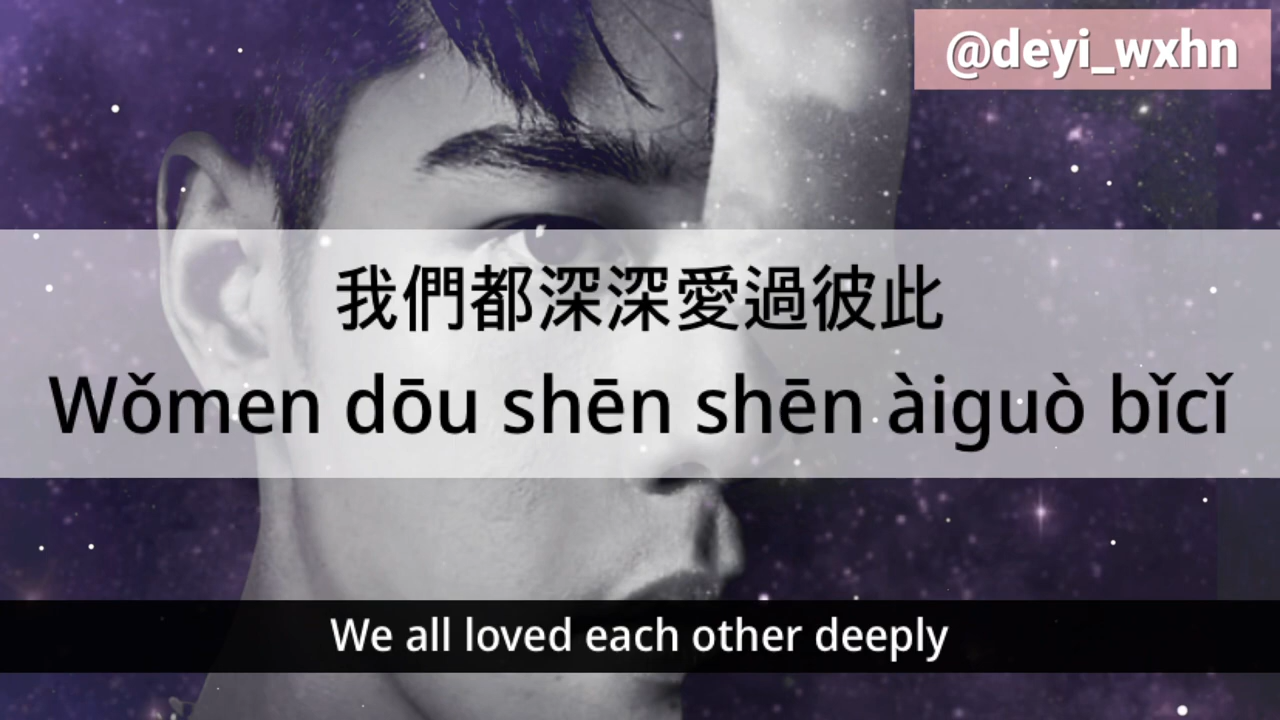 @deyi_wxhn
我們都深深愛過彼此
Wǒmen dōu shēn shēn àiguò bǐcǐ
We all loved each other deeply